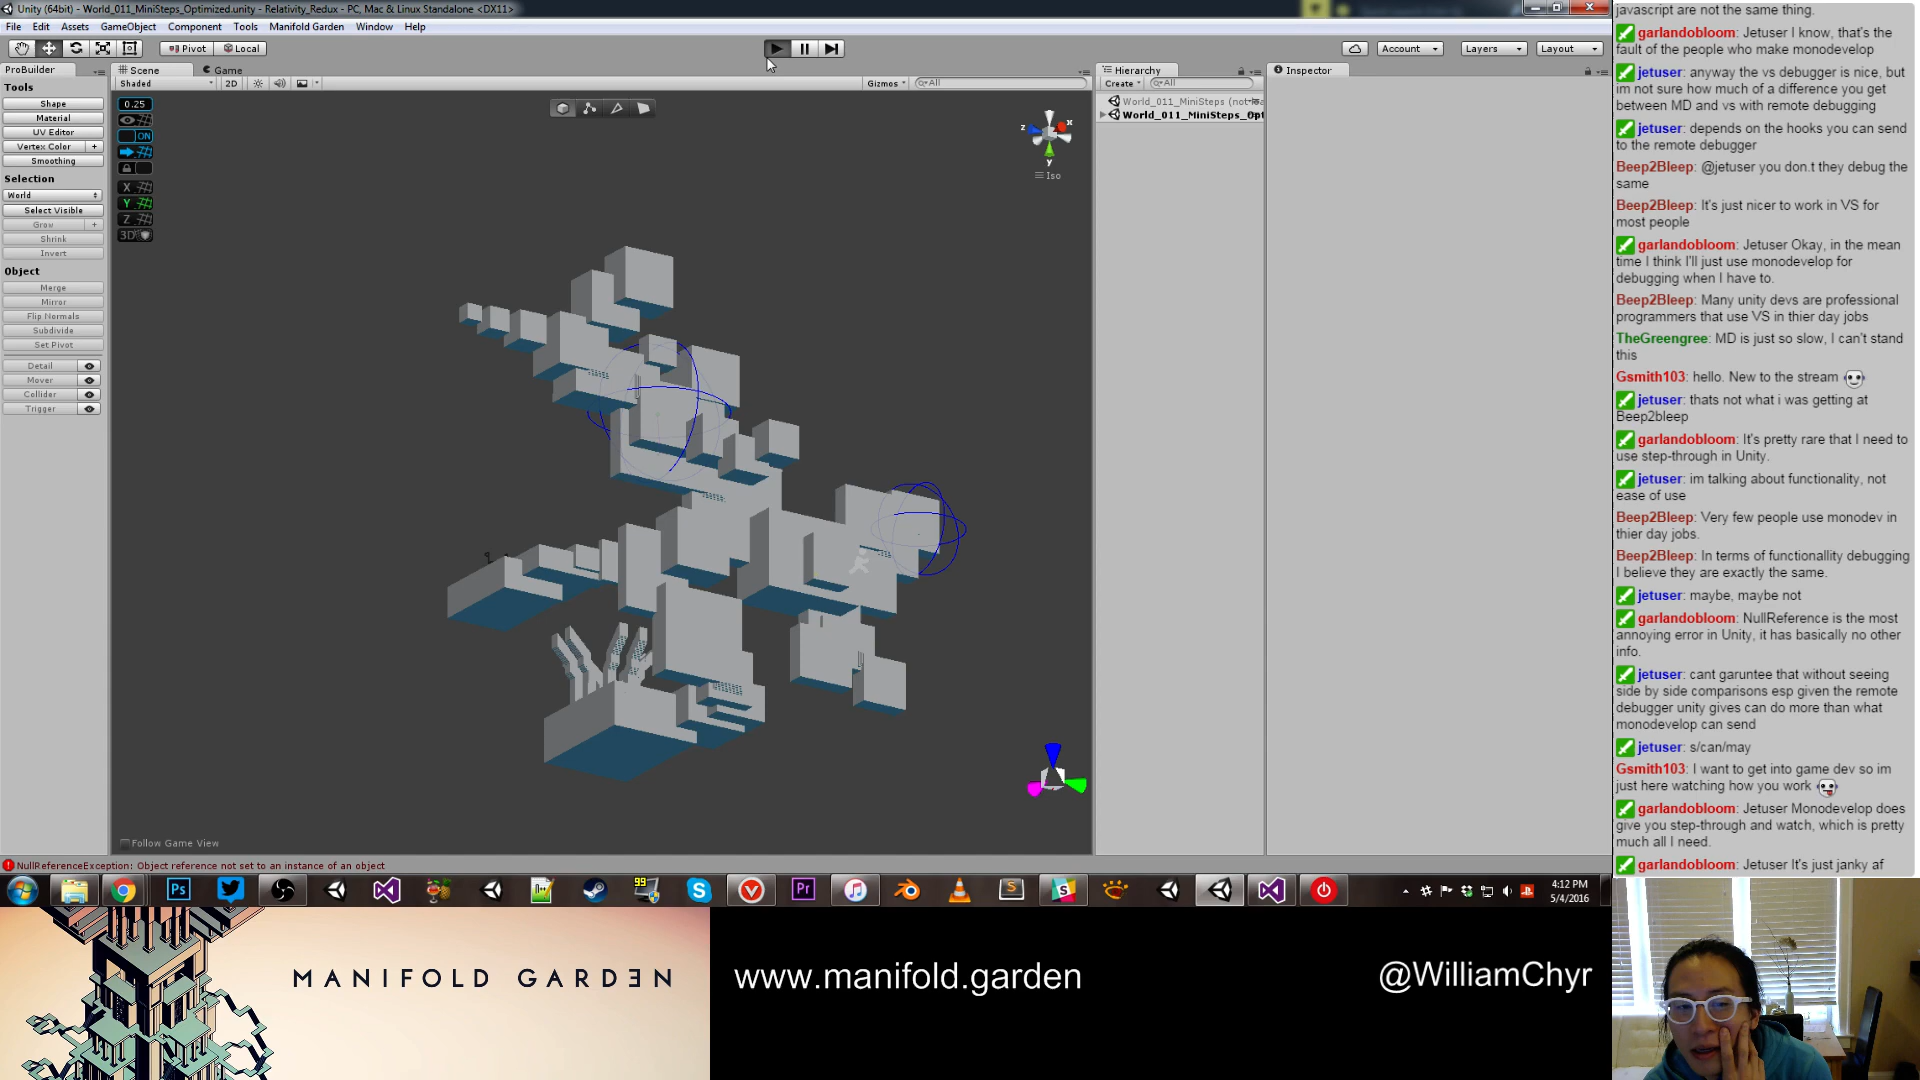 Unity (64bit) - World_011_MiniSteps_Optimized.unity - Relativity_Redux - PC, Mac & Linux Standalone <DX11>
File Edit Assets GameObject Component Tools Manifold Garden Window Help
Pivot Local Account Layers Layout
ProBuilder Scene Game Hierarchy Inspector
Shaded 2D Gizmos All Create All
Tools
Shape
Material
UV Editor
Vertex Color +
Smoothing
Selection
World
Select Visible
Grow +
Shrink
Invert
Object
Merge
Mirror
Flip Normals
Subdivide
Set Pivot
Detail
Mover
Collider
Trigger
0.25
ON
X
Y
Z
3D
z x
y
Iso
World_011_MiniSteps (not
World_011_MiniSteps_Opt
Follow Game View
NullReferenceException: Object reference not set to an instance of an object
javascript are not the same thing.
garlandobloom: Jetuser I know, that's the
fault of the people who make monodevelop
jetuser: anyway the vs debugger is nice, but
im not sure how much of a difference you get
between MD and vs with remote debugging
jetuser: depends on the hooks you can send
to the remote debugger
Beep2Bleep: @jetuser you don.t they debug the
same
Beep2Bleep: It's just nicer to work in VS for
most people
garlandobloom: Jetuser Okay, in the mean
time I think I'll just use monodevelop for
debugging when I have to.
Beep2Bleep: Many unity devs are professional
programmers that use VS in thier day jobs
TheGreengree: MD is just so slow, I can't stand
this
Gsmith103: hello. New to the stream
jetuser: thats not what i was getting at
Beep2bleep
garlandobloom: It's pretty rare that I need to
use step-through in Unity.
jetuser: im talking about functionality, not
ease of use
Beep2Bleep: Very few people use monodev in
thier day jobs.
Beep2Bleep: In terms of functionallity debugging
I believe they are exactly the same.
jetuser: maybe, maybe not
garlandobloom: NullReference is the most
annoying error in Unity, it has basically no other
info.
jetuser: cant garuntee that without seeing
side by side comparisons esp given the remote
debugger unity gives can do more than what
monodevelop can send
jetuser: s/can/may
Gsmith103: I want to get into game dev so im
just here watching how you work
garlandobloom: Jetuser Monodevelop does
give you step-through and watch, which is pretty
much all I need.
garlandobloom: Jetuser It's just janky af
Ps
99
Pr
4:12 PM
5/4/2016
MANIFOLD GARDƎN
www.manifold.garden
@WilliamChyr